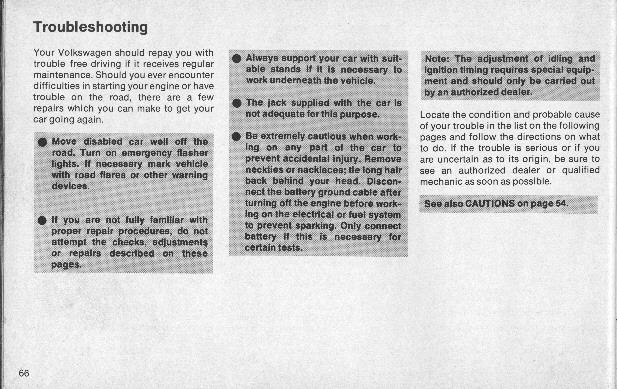 Troubleshooting
Your Volkswagen should repay you with
trouble free driving if it receives regular
maintenance. Should you ever encounter
difficulties in starting your engine or have
trouble on the road, there are a few
repairs which you can make to get your
car going again.
● Move disabled car well off the
road. Turn on emergency flasher
lights. If necessary mark vehicle
with road flares or other warning
devices.
● If you are not fully familiar with
proper repair procedures, do not
attempt the checks, adjustments
or repairs described on these
pages.
● Always support your car with suit-
able stands if it is necessary to
work underneath the vehicle.
● The jack supplied with the car is
not adequate for this purpose.
● Be extremely cautious when work-
ing on any part of the car to
prevent accidental injury. Remove
neckties or necklaces; tie long hair
back behind your head. Discon-
nect the battery ground cable after
turning off the engine before work-
ing on the electrical or fuel system
to prevent sparking. Only connect
battery if this is necessary for
certain tests.
Note: The adjustment of idling and
ignition timing requires special equip-
ment and should only be carried out
by an authorized dealer.
Locate the condition and probable cause
of your trouble in the list on the following
pages and follow the directions on what
to do. If the trouble is serious or if you
are uncertain as to its origin, be sure to
see an authorized dealer or qualified
mechanic as soon as possible.
See also CAUTIONS on page 54.
66